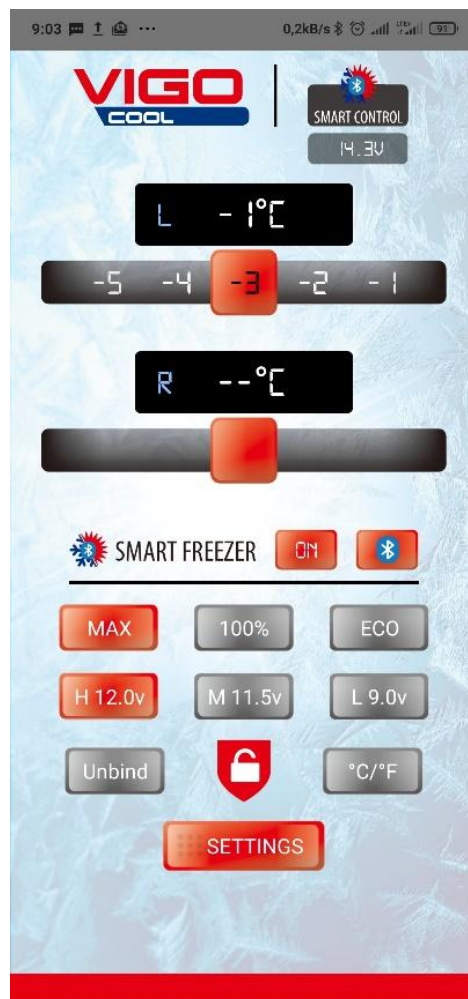 9:03
0,2kB/s
LTE+
91
VIGO
COOL
SMART CONTROL
14.3V
L -1°C
-5 -4 -3 -2 -1
R --°C
SMART FREEZER ON
MAX 100% ECO
H 12.0v M 11.5v L 9.0v
Unbind °C/°F
SETTINGS